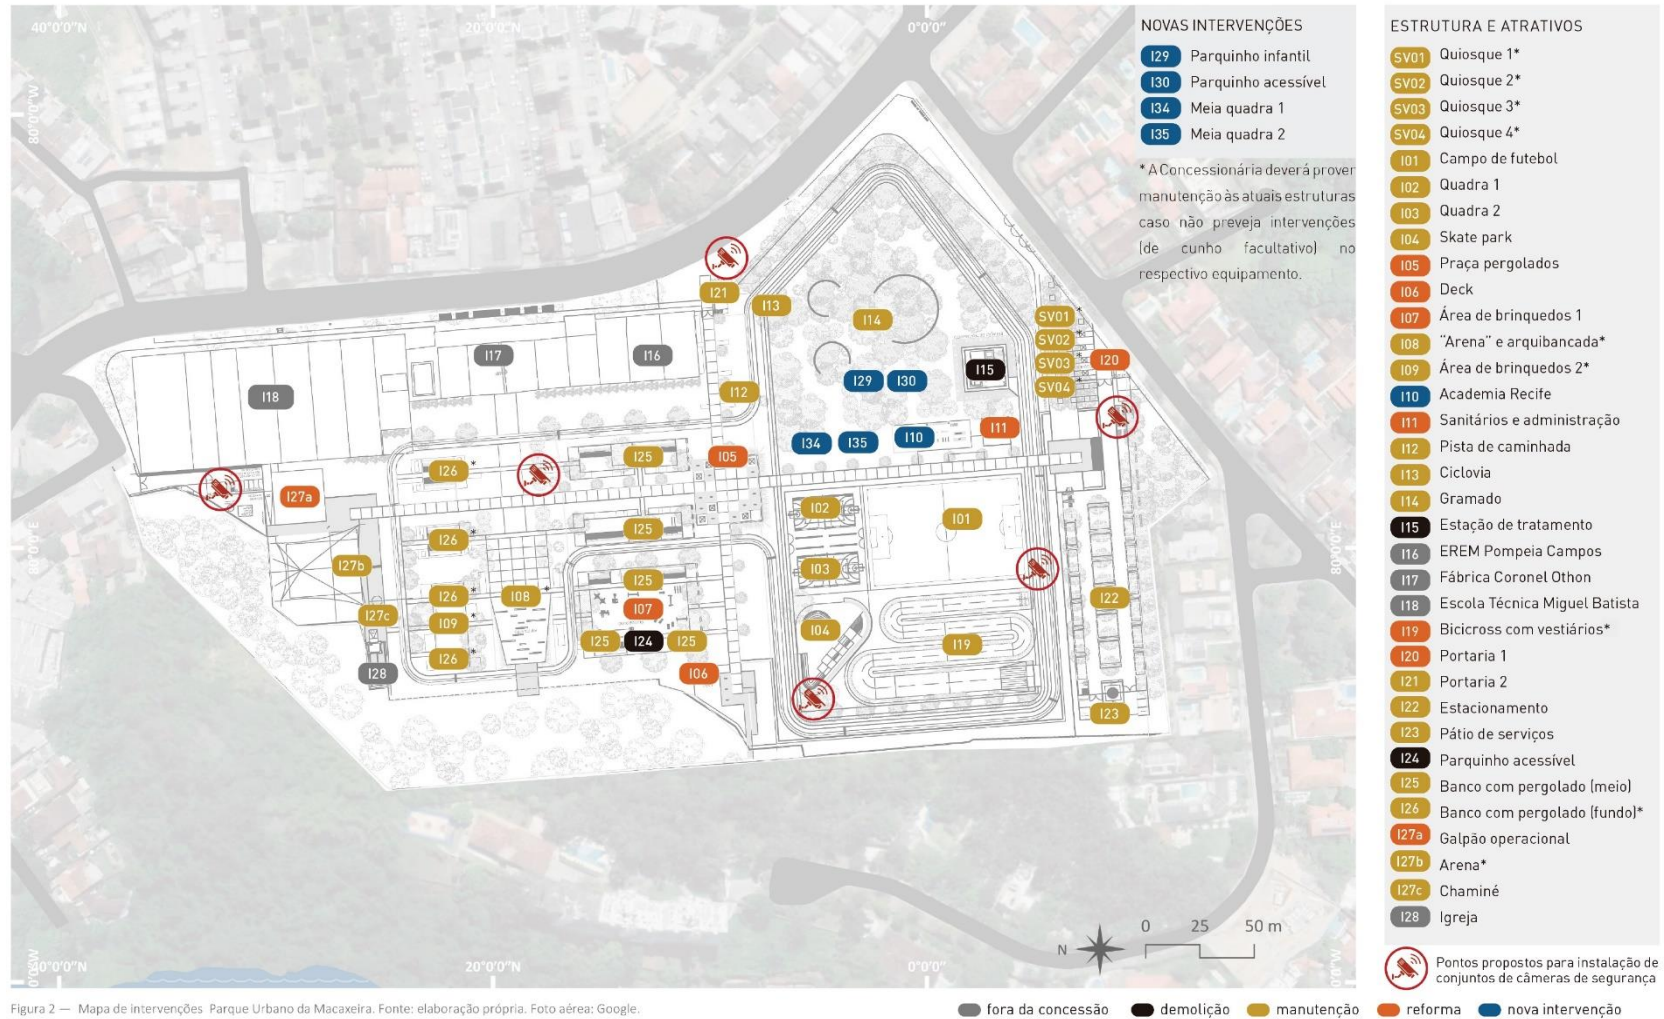 40°0'0"N
20°0'0"N
0°0'0"
80°0'0"W
80°0'0"E
NOVAS INTERVENÇÕES
I29 Parquinho infantil
I30 Parquinho acessível
I34 Meia quadra 1
I35 Meia quadra 2
* A Concessionária deverá prover
manutenção às atuais estruturas
caso não preveja intervenções
(de cunho facultativo) no
respectivo equipamento.
ESTRUTURA E ATRATIVOS
SV01 Quiosque 1*
SV02 Quiosque 2*
SV03 Quiosque 3*
SV04 Quiosque 4*
I01 Campo de futebol
I02 Quadra 1
I03 Quadra 2
I04 Skate park
I05 Praça pergolados
I06 Deck
I07 Área de brinquedos 1
I08 "Arena" e arquibancada*
I09 Área de brinquedos 2*
I10 Academia Recife
I11 Sanitários e administração
I12 Pista de caminhada
I13 Ciclovia
I14 Gramado
I15 Estação de tratamento
I16 EREM Pompeia Campos
I17 Fábrica Coronel Othon
I18 Escola Técnica Miguel Batista
I19 Bicicross com vestiários*
I20 Portaria 1
I21 Portaria 2
I22 Estacionamento
I23 Pátio de serviços
I24 Parquinho acessível
I25 Banco com pergolado (meio)
I26 Banco com pergolado (fundo)*
I27a Galpão operacional
I27b Arena*
I27c Chaminé
I28 Igreja
Pontos propostos para instalação de
conjuntos de câmeras de segurança
I21
I13
I14
SV01 *
SV02 *
SV03 *
SV04 *
I20
I17
I16
I15
I18
I12
I29 I30
I34 I35 I10 I11
I26 *
I25
I05
I27a
I02
I01
I26 *
I25
I27b
I03
I25
I26 *
I08 *
I07
I22
I27c
I09 *
I04
I25 I24 I25
I19
I26 *
I28
I06
I23
N
0 25 50 m
20°0'0"N
0°0'0"
Figura 2 — Mapa de intervenções Parque Urbano da Macaxeira. Fonte: elaboração própria. Foto aérea: Google.
fora da concessão demolição manutenção reforma nova intervenção